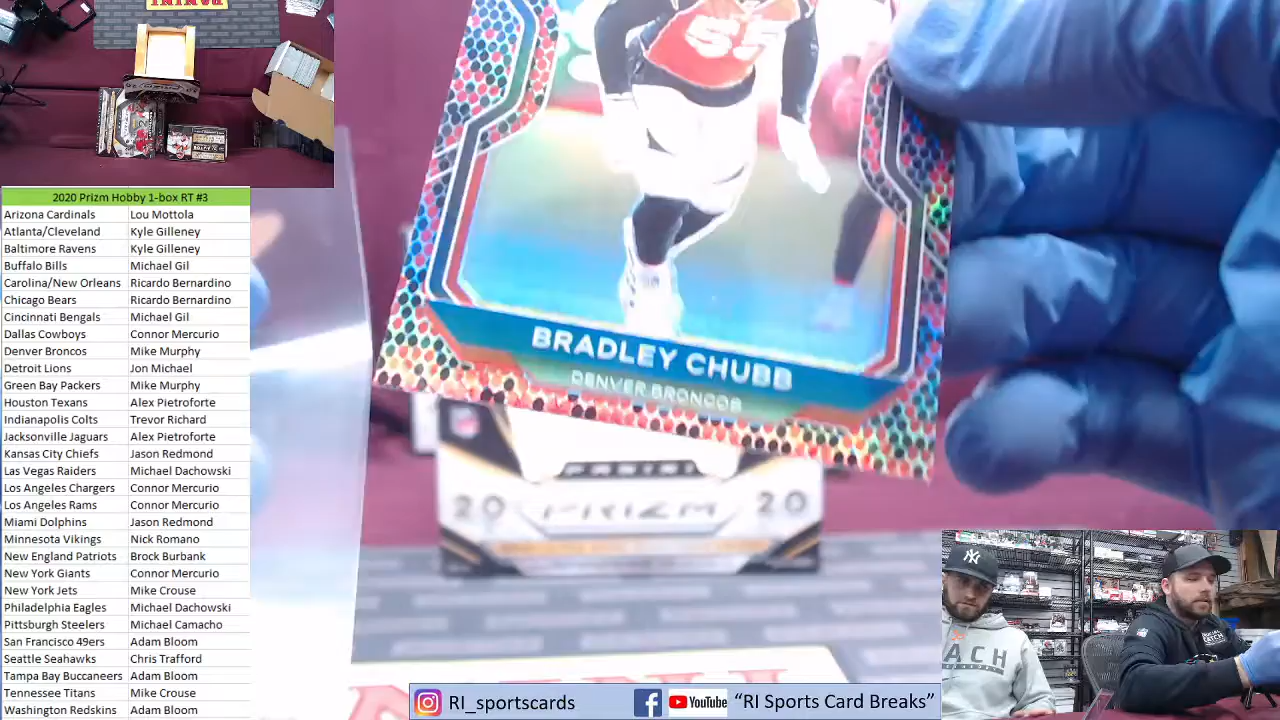 PANINI
2020 Prizm Hobby 1-box RT #3
Arizona Cardinals Lou Mottola
Atlanta/Cleveland Kyle Gilleney
Baltimore Ravens Kyle Gilleney
Buffalo Bills Michael Gil
Carolina/New Orleans Ricardo Bernardino
Chicago Bears Ricardo Bernardino
Cincinnati Bengals Michael Gil
Dallas Cowboys Connor Mercurio
Denver Broncos Mike Murphy
Detroit Lions Jon Michael
Green Bay Packers Mike Murphy
Houston Texans Alex Pietroforte
Indianapolis Colts Trevor Richard
Jacksonville Jaguars Alex Pietroforte
Kansas City Chiefs Jason Redmond
Las Vegas Raiders Michael Dachowski
Los Angeles Chargers Connor Mercurio
Los Angeles Rams Connor Mercurio
Miami Dolphins Jason Redmond
Minnesota Vikings Nick Romano
New England Patriots Brock Burbank
New York Giants Connor Mercurio
New York Jets Mike Crouse
Philadelphia Eagles Michael Dachowski
Pittsburgh Steelers Michael Camacho
San Francisco 49ers Adam Bloom
Seattle Seahawks Chris Trafford
Tampa Bay Buccaneers Adam Bloom
Tennessee Titans Mike Crouse
Washington Redskins Adam Bloom
BRADLEY CHUBB
DENVER BRONCOS
PANINI
20 PRIZM 20
NY
ACH
RI_sportscards YouTube “RI Sports Card Breaks”